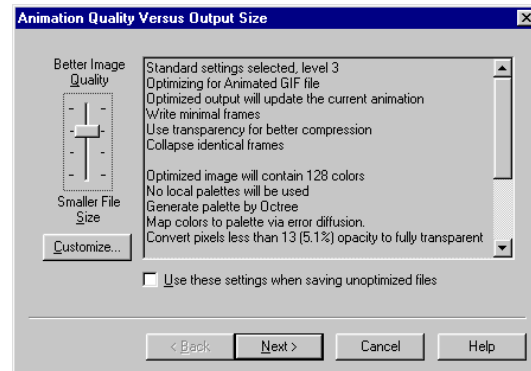 Animation Quality Versus Output Size
Better Image
Quality
Smaller File
Size
Customize...
Standard settings selected, level 3
Optimizing for Animated GIF file
Optimized output will update the current animation
Write minimal frames
Use transparency for better compression
Collapse identical frames
Optimized image will contain 128 colors
No local palettes will be used
Generate palette by Octree
Map colors to palette via error diffusion.
Convert pixels less than 13 (5.1%) opacity to fully transparent
Use these settings when saving unoptimized files
< Back
Next >
Cancel
Help